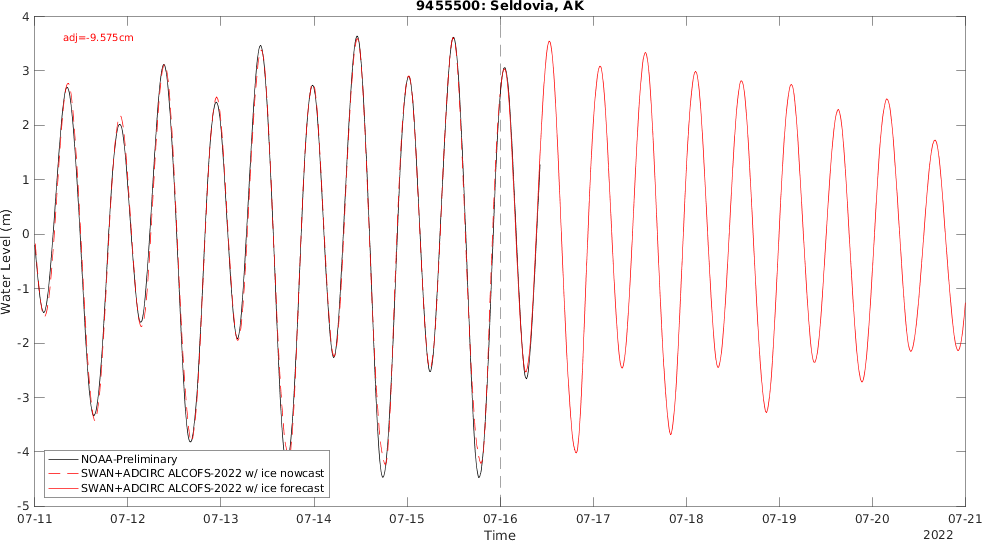 9455500: Seldovia, AK
adj=-9.575cm
4
3
2
1
0
-1
-2
-3
-4
-5
Water Level (m)
NOAA-Preliminary
SWAN+ADCIRC ALCOFS-2022 w/ ice nowcast
SWAN+ADCIRC ALCOFS-2022 w/ ice forecast
07-11 07-12 07-13 07-14 07-15 07-16 07-17 07-18 07-19 07-20 07-21
Time
2022